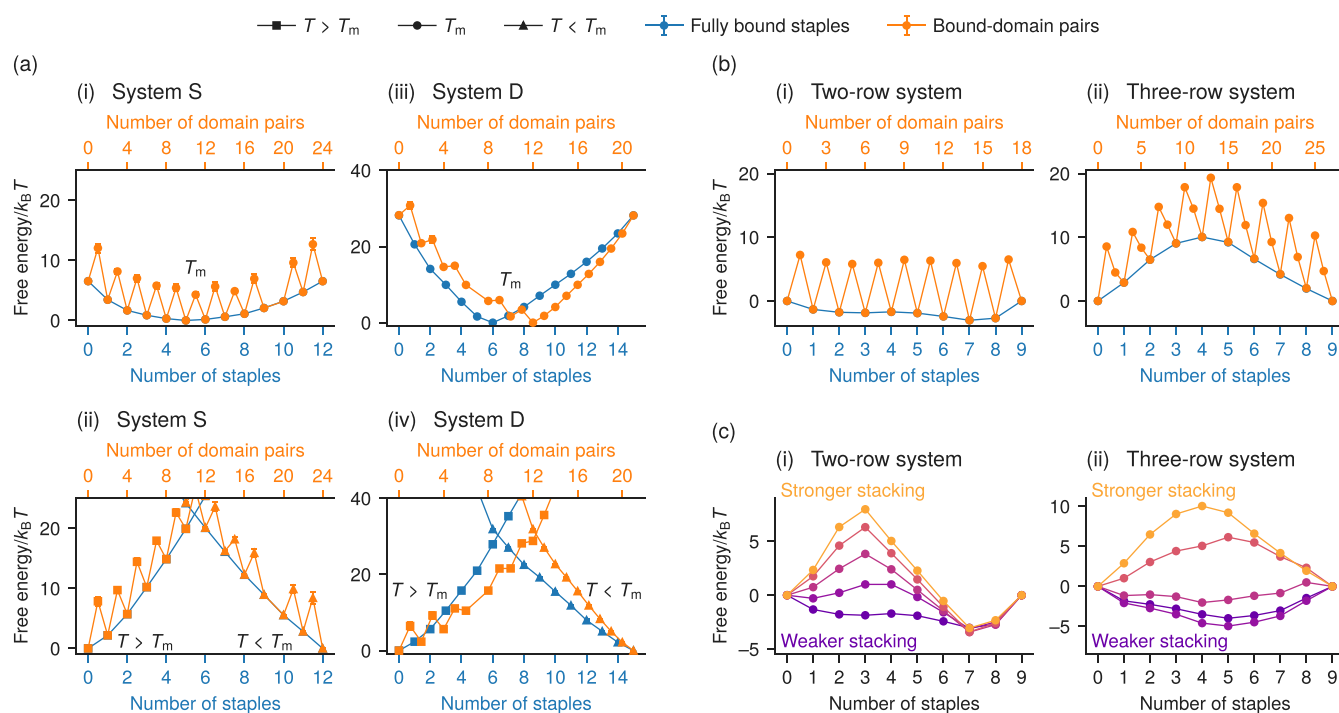 T > Tm   Tm   T < Tm   Fully bound staples   Bound-domain pairs
(a)
(i) System S
Number of domain pairs
0 4 8 12 16 20 24
Free energy/kBT
20
10
0
Tm
0 2 4 6 8 10 12
Number of staples
(iii) System D
Number of domain pairs
0 4 8 12 16 20
40
20
0
Tm
0 2 4 6 8 10 12 14
Number of staples
(ii) System S
Number of domain pairs
0 4 8 12 16 20 24
Free energy/kBT
20
10
0
T > Tm
T < Tm
0 2 4 6 8 10 12
Number of staples
(iv) System D
Number of domain pairs
0 4 8 12 16 20
40
30
20
10
0
T > Tm
T < Tm
0 2 4 6 8 10 12 14
Number of staples
(b)
(i) Two-row system
Number of domain pairs
0 3 6 9 12 15 18
Free energy/kBT
20
10
0
0 1 2 3 4 5 6 7 8 9
Number of staples
(ii) Three-row system
Number of domain pairs
0 5 10 15 20 25
20
10
0
0 1 2 3 4 5 6 7 8 9
Number of staples
(c)
(i) Two-row system
Stronger stacking
Free energy/kBT
5
0
−5
Weaker stacking
0 1 2 3 4 5 6 7 8 9
Number of staples
(ii) Three-row system
Stronger stacking
10
5
0
−5
Weaker stacking
0 1 2 3 4 5 6 7 8 9
Number of staples